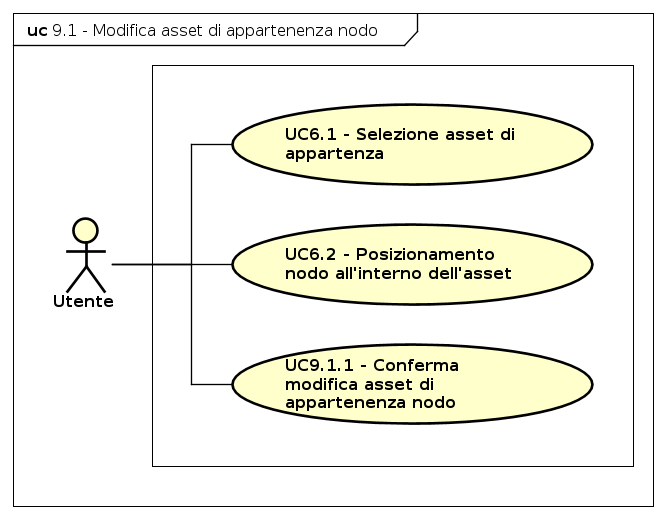 uc 9.1 - Modifica asset di appartenenza nodo
UC6.1 - Selezione asset di
appartenza
UC6.2 - Posizionamento
nodo all'interno dell'asset
Utente
UC9.1.1 - Conferma
modifica asset di
appartenenza nodo